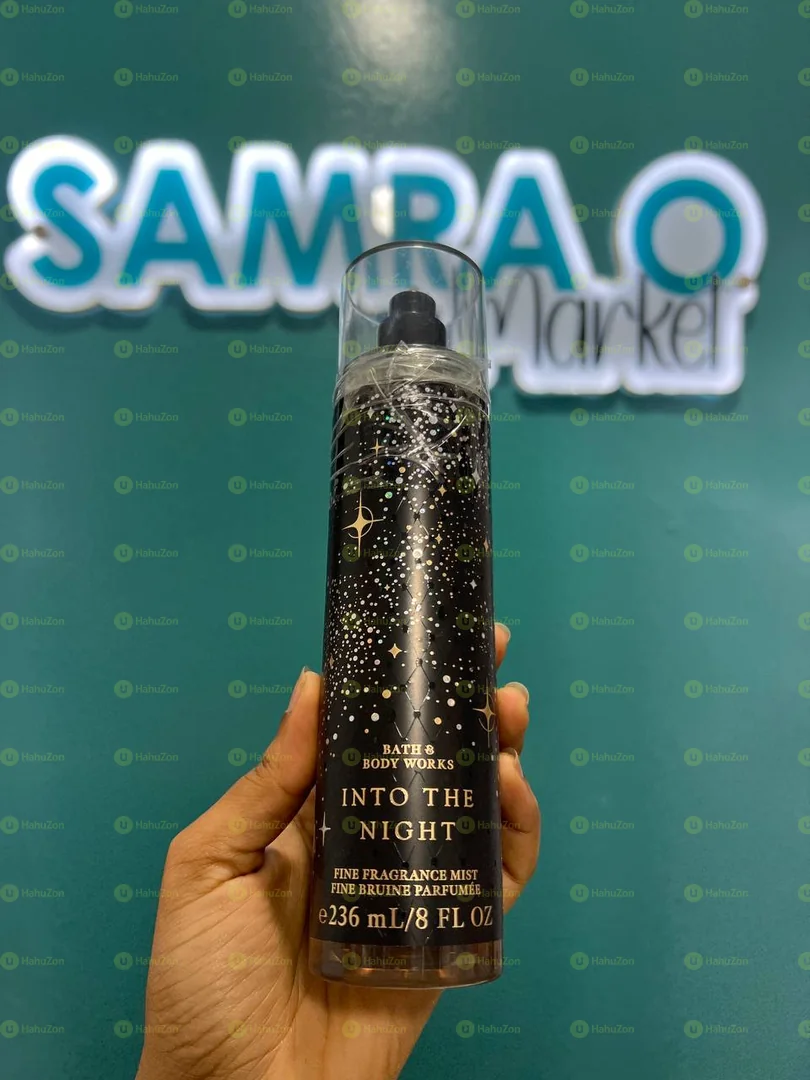 SAMRA O
Market
BATH &
BODY WORKS
INTO THE
NIGHT
FINE FRAGRANCE MIST
FINE BRUINE PARFUMÉE
℮236 mL/8 FL OZ
HahuZon